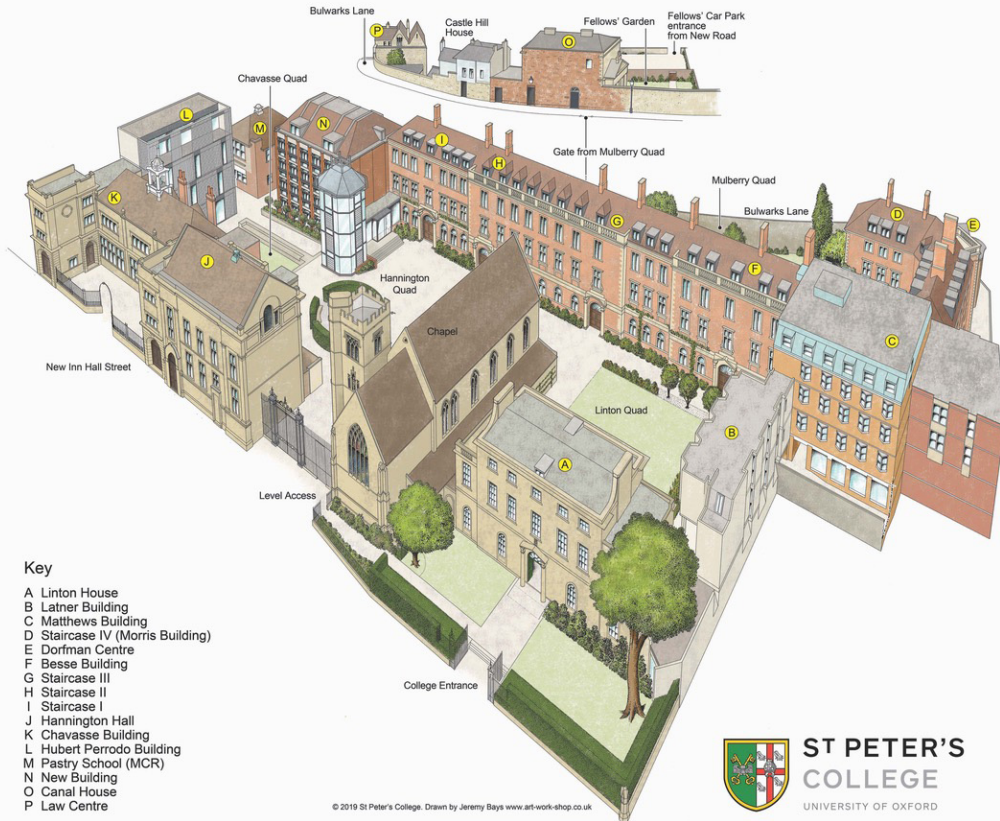 Bulwarks Lane
P
Castle Hill
House
O
Fellows' Garden
Fellows' Car Park
entrance
from New Road
Chavasse Quad
L
M
N
I
H
Gate from Mulberry Quad
G
Mulberry Quad
Bulwarks Lane
D
E
K
J
Hannington
Quad
F
Chapel
C
New Inn Hall Street
Linton Quad
B
A
Level Access
College Entrance
Key
A Linton House
B Latner Building
C Matthews Building
D Staircase IV (Morris Building)
E Dorfman Centre
F Besse Building
G Staircase III
H Staircase II
I Staircase I
J Hannington Hall
K Chavasse Building
L Hubert Perrodo Building
M Pastry School (MCR)
N New Building
O Canal House
P Law Centre
© 2019 St Peter's College. Drawn by Jeremy Bays www.art-work-shop.co.uk
ST PETER'S
COLLEGE
UNIVERSITY OF OXFORD